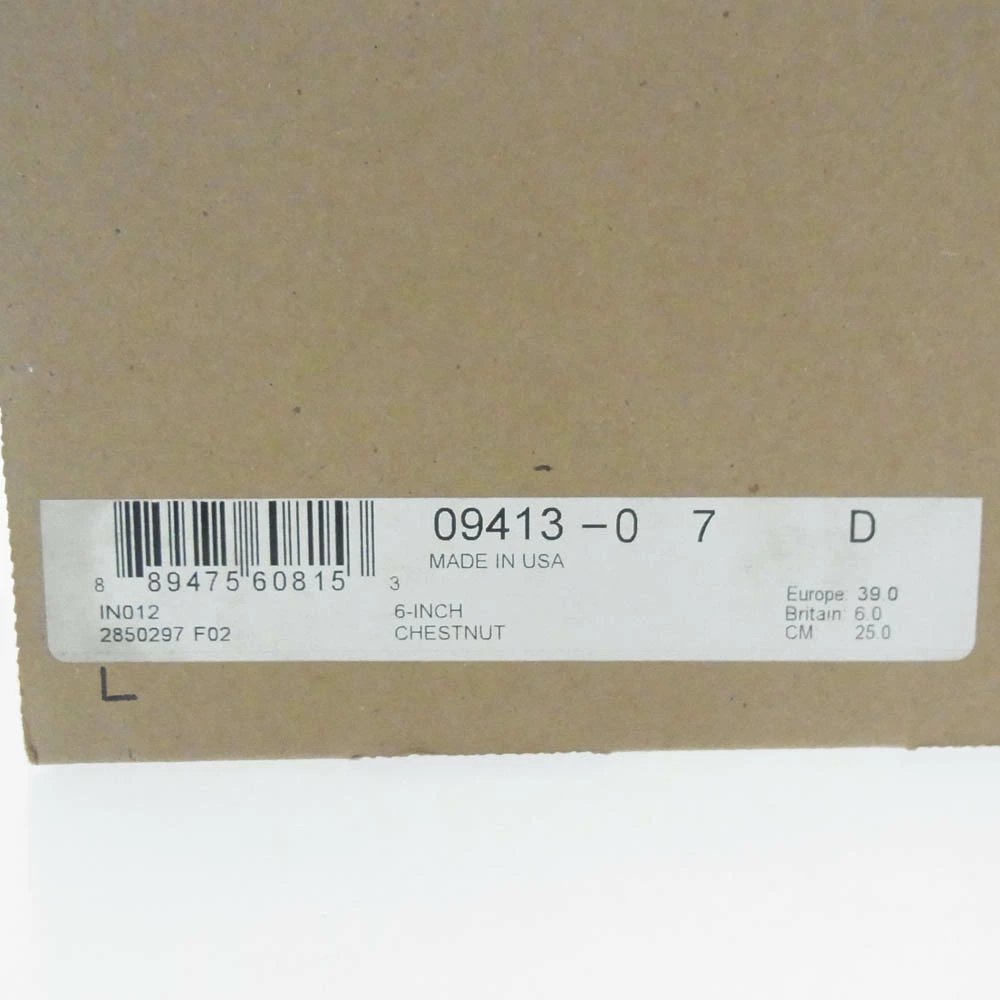 09413-0 7 D
MADE IN USA
8 89475 60815 3
IN012
2850297 F02
6-INCH
CHESTNUT
Europe: 39.0
Britain: 6.0
CM 25.0
L